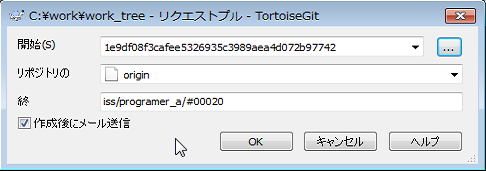 C:¥work¥work_tree - リクエストプル - TortoiseGit
開始(S) 1e9df08f3cafee5326935c3989aea4d072b97742 ...
リポジトリの origin
終 iss/programer_a/#00020
作成後にメール送信
OK キャンセル ヘルプ